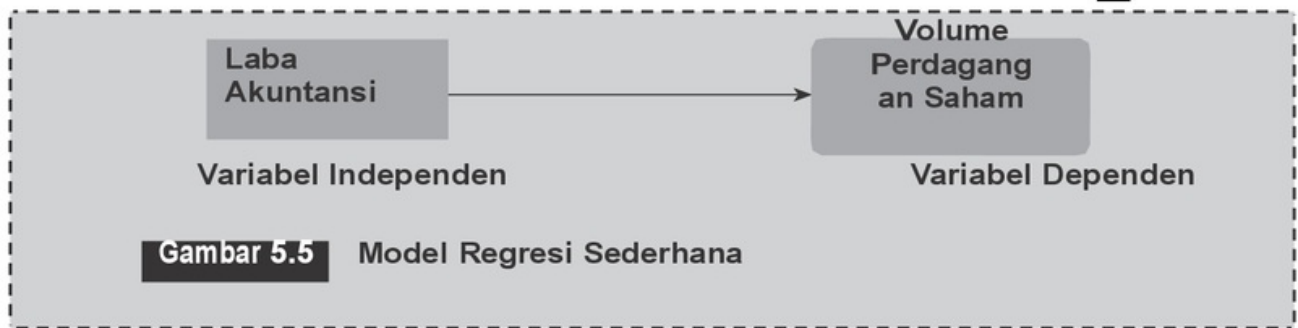 Laba
Akuntansi
Volume
Perdagang
an Saham
Variabel Independen
Variabel Dependen
Gambar 5.5 Model Regresi Sederhana